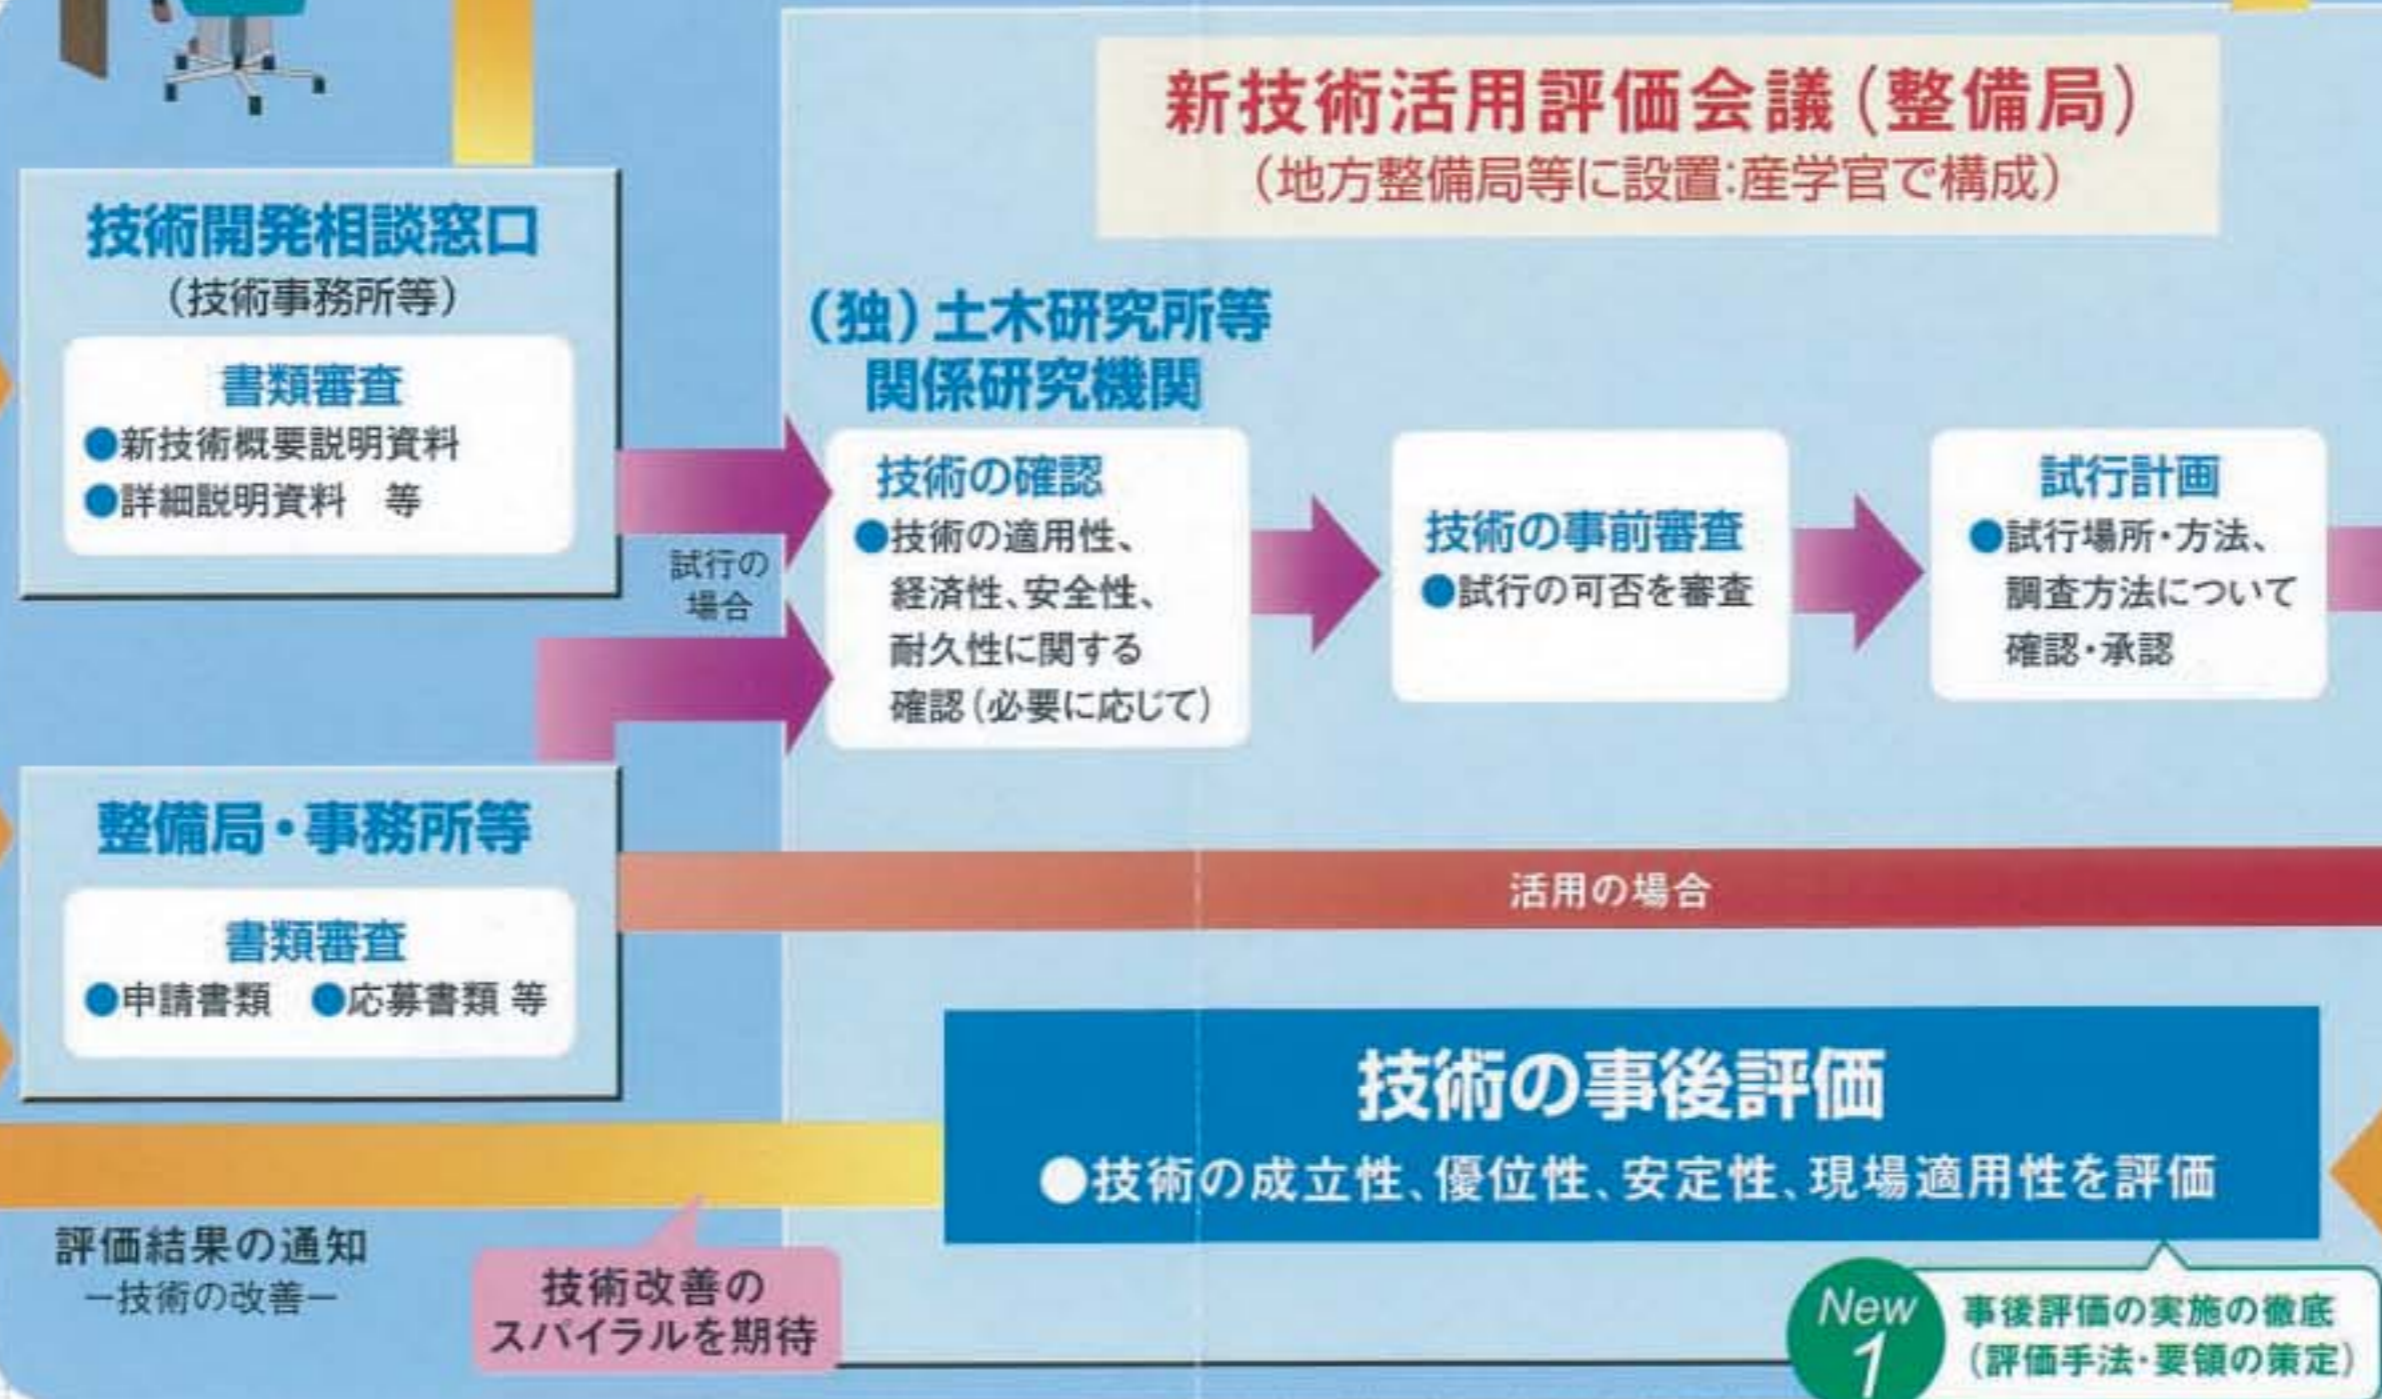 新技術活用評価会議(整備局)
(地方整備局等に設置:産学官で構成)
技術開発相談窓口
(技術事務所等)
書類審査
●新技術概要説明資料
●詳細説明資料 等
試行の
場合
(独)土木研究所等
関係研究機関
技術の確認
●技術の適用性、
経済性、安全性、
耐久性に関する
確認(必要に応じて)
技術の事前審査
●試行の可否を審査
試行計画
●試行場所・方法、
調査方法について
確認・承認
整備局・事務所等
書類審査
●申請書類 ●応募書類 等
活用の場合
技術の事後評価
●技術の成立性、優位性、安定性、現場適用性を評価
評価結果の通知
ー技術の改善ー
技術改善の
スパイラルを期待
New
1
事後評価の実施の徹底
(評価手法・要領の策定)